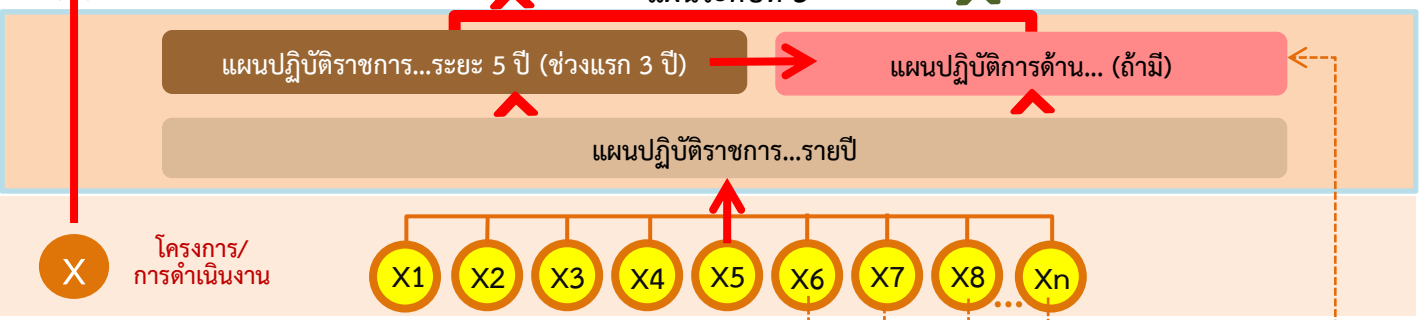 แผนปฏิบัติราชการ...ระยะ 5 ปี (ช่วงแรก 3 ปี)
แผนปฏิบัติการด้าน... (ถ้ามี)
แผนปฏิบัติราชการ...รายปี
X
โครงการ/
การดำเนินงาน
X1 X2 X3 X4 X5 X6 X7 X8 ... Xn